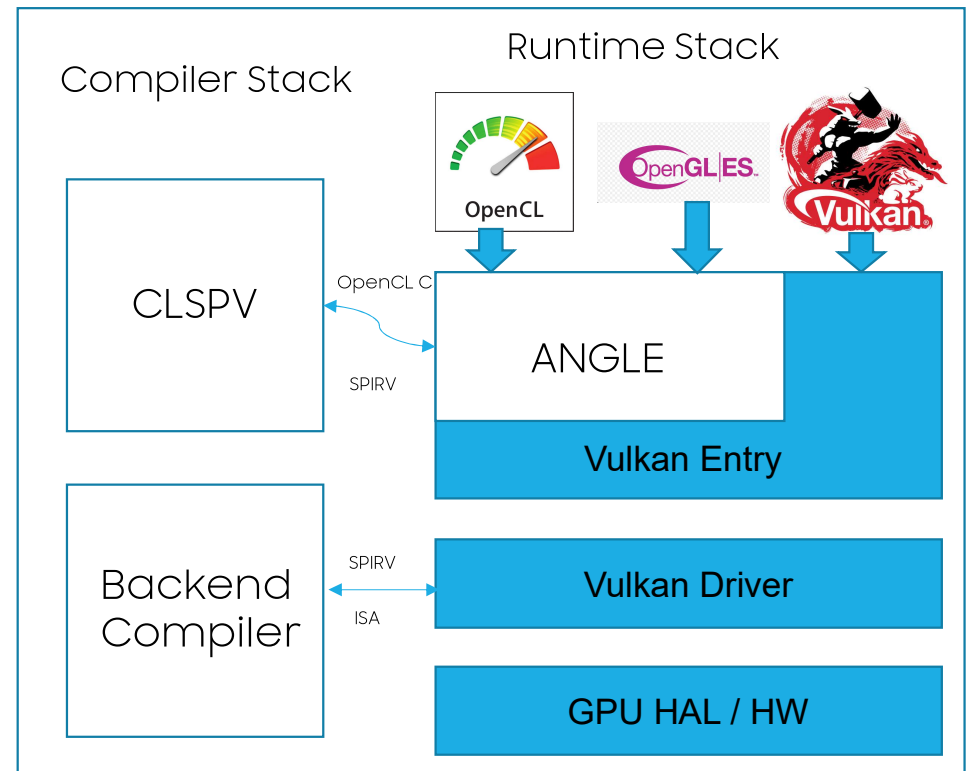 Runtime Stack
Compiler Stack
OpenCL
OpenGL|ES™
Vulkan®
CLSPV
OpenCL C
SPIRV
ANGLE
Vulkan Entry
Backend
Compiler
SPIRV
ISA
Vulkan Driver
GPU HAL / HW